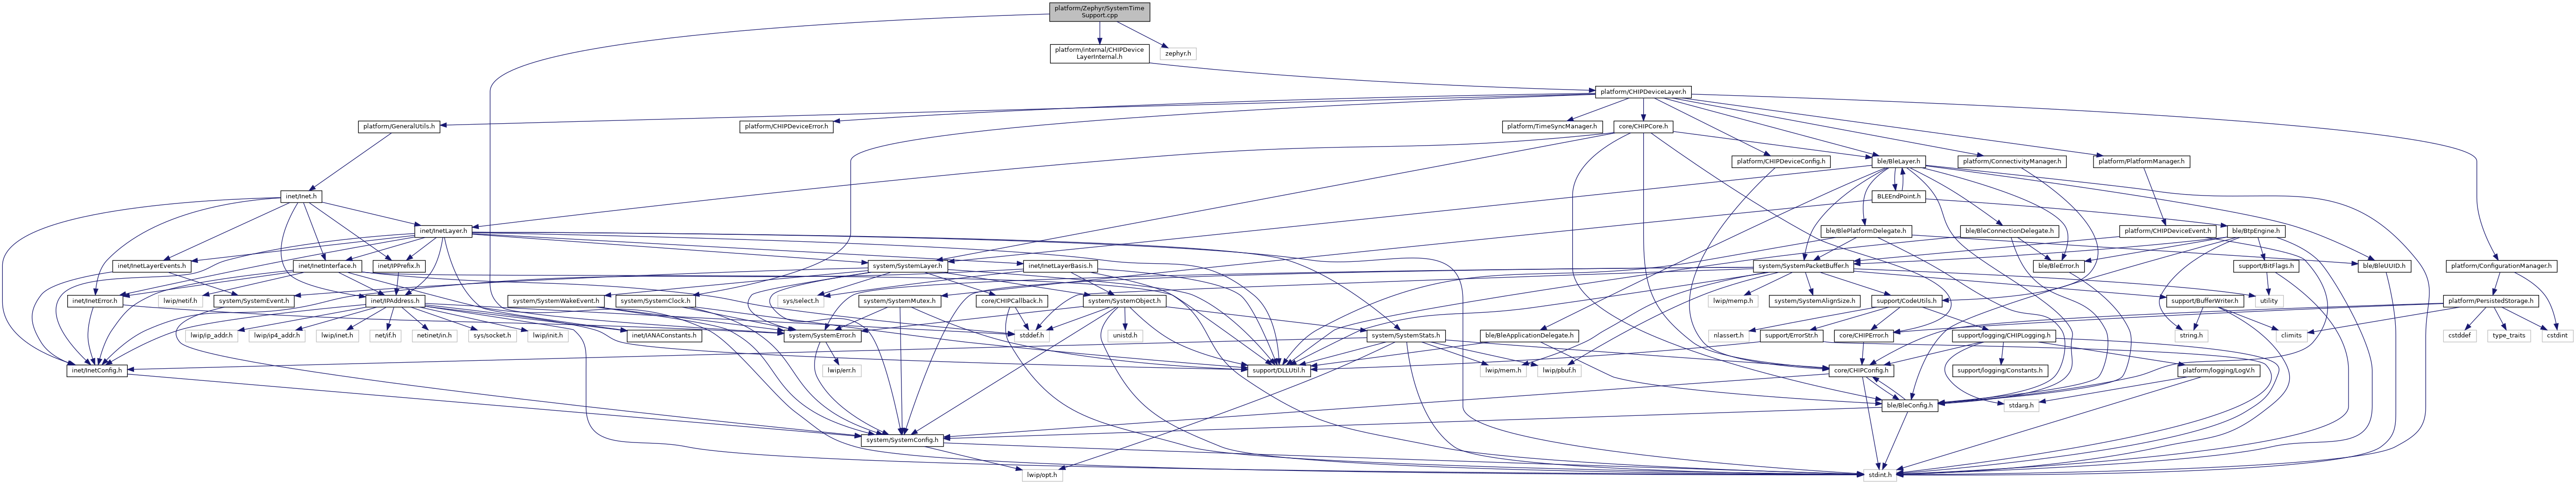 platform/Zephyr/SystemTime
Support.cpp
platform/internal/CHIPDevice
LayerInternal.h
zephyr.h
platform/CHIPDeviceLayer.h
platform/GeneralUtils.h
platform/CHIPDeviceError.h
platform/TimeSyncManager.h
core/CHIPCore.h
platform/CHIPDeviceConfig.h
ble/BleLayer.h
platform/ConnectivityManager.h
platform/PlatformManager.h
inet/Inet.h
BLEEndPoint.h
inet/InetLayer.h
ble/BlePlatformDelegate.h
ble/BleConnectionDelegate.h
platform/CHIPDeviceEvent.h
ble/BtpEngine.h
inet/InetLayerEvents.h
inet/InetInterface.h
inet/IPPrefix.h
system/SystemLayer.h
inet/InetLayerBasis.h
system/SystemPacketBuffer.h
ble/BleError.h
support/BitFlags.h
ble/BleUUID.h
platform/ConfigurationManager.h
inet/InetError.h
lwip/netif.h
system/SystemEvent.h
inet/IPAddress.h
system/SystemWakeEvent.h
system/SystemClock.h
sys/select.h
system/SystemMutex.h
core/CHIPCallback.h
system/SystemObject.h
lwip/memp.h
system/SystemAlignSize.h
support/CodeUtils.h
support/BufferWriter.h
utility
platform/PersistedStorage.h
lwip/ip_addr.h
lwip/ip4_addr.h
lwip/inet.h
net/if.h
netinet/in.h
sys/socket.h
lwip/init.h
inet/IANAConstants.h
system/SystemError.h
stddef.h
unistd.h
system/SystemStats.h
ble/BleApplicationDelegate.h
nlassert.h
support/ErrorStr.h
core/CHIPError.h
support/logging/CHIPLogging.h
string.h
climits
cstddef
type_traits
cstdint
inet/InetConfig.h
lwip/err.h
support/DLLUtil.h
lwip/mem.h
lwip/pbuf.h
core/CHIPConfig.h
support/logging/Constants.h
platform/logging/LogV.h
ble/BleConfig.h
stdarg.h
system/SystemConfig.h
lwip/opt.h
stdint.h